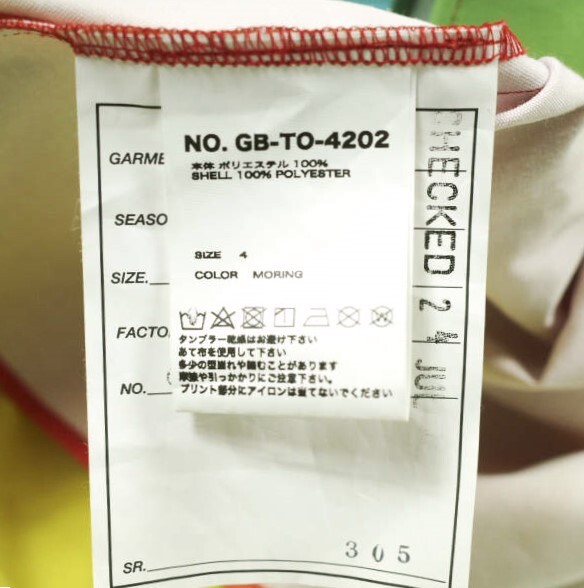 NO. GB-TO-4202
本体 ポリエステル 100%
SHELL 100% POLYESTER
SIZE 4
COLOR MORING
タンブラー乾燥はお避け下さい
あて布を使用して下さい
多少の型崩れや縮むことがあります
摩擦や引っかかりにご注意下さい。
プリント部分にアイロンは当てないでください
GARME
SEASO
SIZE.
FACTO
NO.
SR. 305
CHECKED 24 JUL